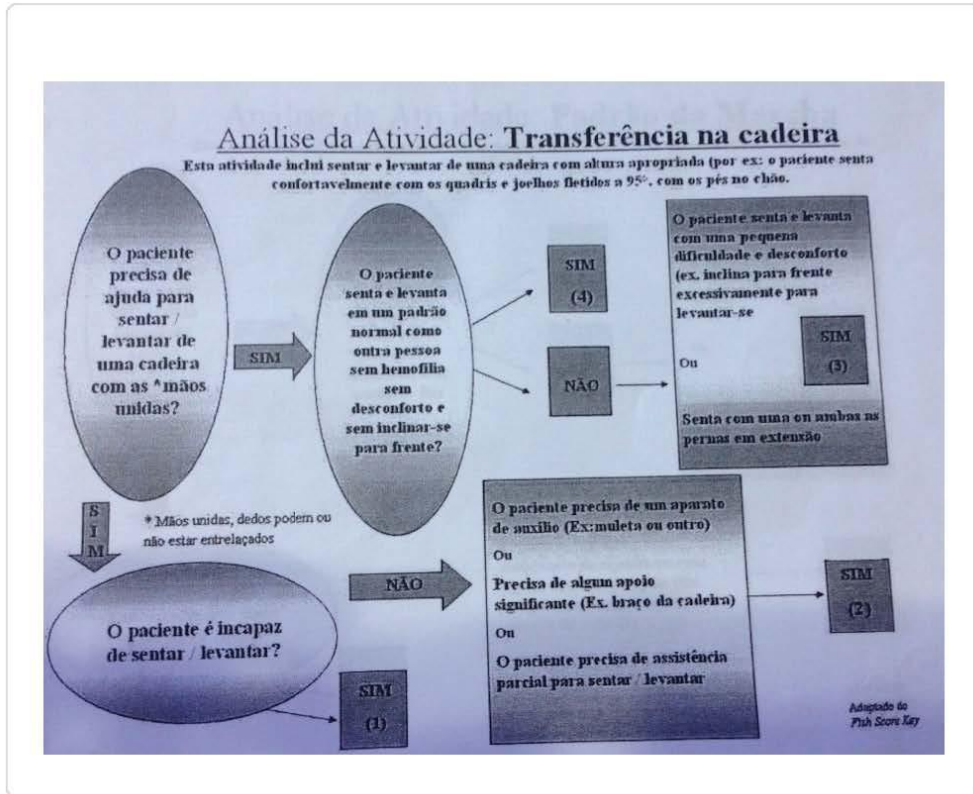 Análise da Atividade: Transferência na cadeira
Esta atividade inclui sentar e levantar de uma cadeira com altura apropriada (por ex: o paciente senta
confortavelmente com os quadris e joelhos fletidos a 95º, com os pés no chão.
O paciente
precisa de
ajuda para
sentar /
levantar de
uma cadeira
com as *mãos
unidas?
SIM
O paciente
senta e levanta
em um padrão
normal como
outra pessoa
sem hemofilia
sem
desconforto e
sem inclinar-se
para frente?
SIM
(4)
NÃO
O paciente senta e levanta
com uma pequena
dificuldade e desconforto
(ex. inclina para frente
excessivamente para
levantar-se
Ou
SIM
(3)
Senta com uma ou ambas as
pernas em extensão
S
I
M
* Mãos unidas, dedos podem ou
não estar entrelaçados
O paciente é incapaz
de sentar / levantar?
SIM
(1)
NÃO
O paciente precisa de um aparato
de auxílio (Ex:muleta ou outro)
Ou
Precisa de algum apoio
significante (Ex. braço da cadeira)
Ou
O paciente precisa de assistência
parcial para sentar / levantar
SIM
(2)
Adaptado do
Fish Score Key